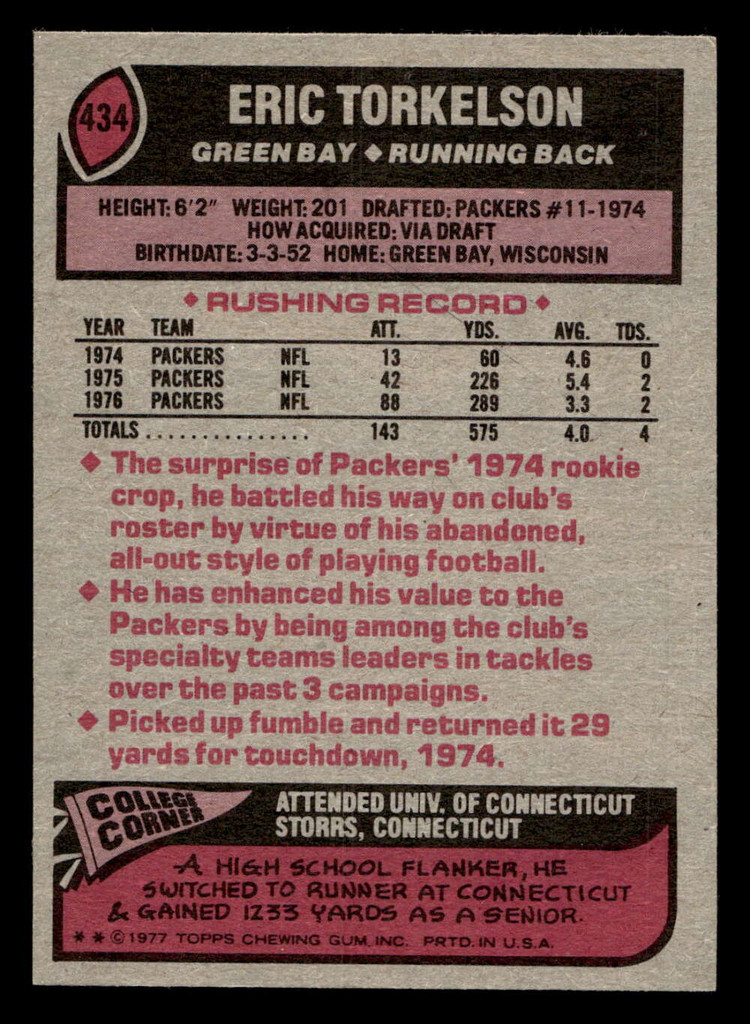 434
ERIC TORKELSON
GREEN BAY ◆ RUNNING BACK
HEIGHT: 6'2" WEIGHT: 201 DRAFTED: PACKERS #11-1974
HOW ACQUIRED: VIA DRAFT
BIRTHDATE: 3-3-52 HOME: GREEN BAY, WISCONSIN
◆ RUSHING RECORD ◆
YEAR TEAM ATT. YDS. AVG. TDS.
1974 PACKERS NFL 13 60 4.6 0
1975 PACKERS NFL 42 226 5.4 2
1976 PACKERS NFL 88 289 3.3 2
TOTALS............... 143 575 4.0 4
◆ The surprise of Packers' 1974 rookie
crop, he battled his way on club's
roster by virtue of his abandoned,
all-out style of playing football.
◆ He has enhanced his value to the
Packers by being among the club's
specialty teams leaders in tackles
over the past 3 campaigns.
◆ Picked up fumble and returned it 29
yards for touchdown, 1974.
COLLEGE
CORNER
ATTENDED UNIV. OF CONNECTICUT
STORRS, CONNECTICUT
A HIGH SCHOOL FLANKER, HE
SWITCHED TO RUNNER AT CONNECTICUT
& GAINED 1233 YARDS AS A SENIOR.
* * © 1977 TOPPS CHEWING GUM, INC. PRTD. IN U.S.A.